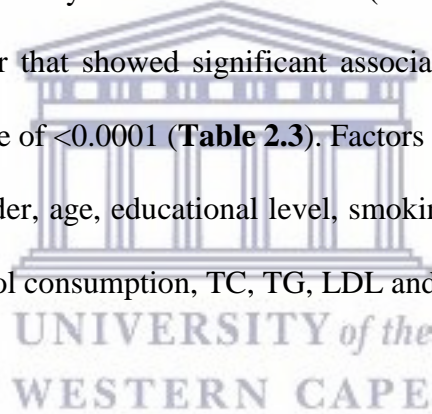 r that showed significant associa
e of <0.0001 (Table 2.3). Factors
der, age, educational level, smokin
ol consumption, TC, TG, LDL and
UNIVERSITY of the
WESTERN CAPE